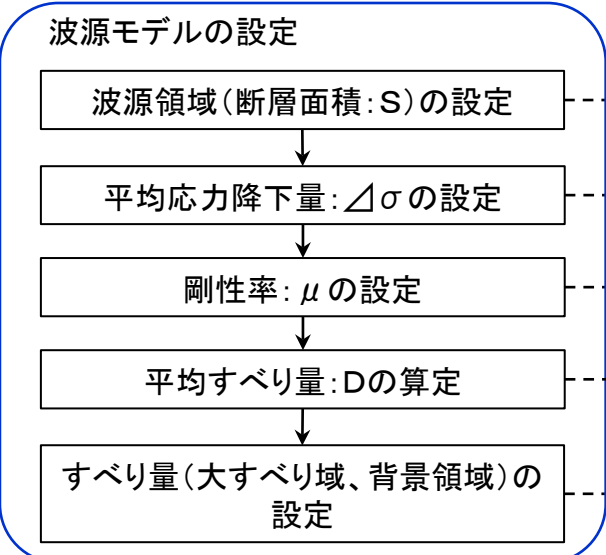 波源モデルの設定
波源領域(断層面積:S)の設定
平均応力降下量:⊿σの設定
剛性率:μの設定
平均すべり量:Dの算定
すべり量(大すべり域、背景領域)の
設定